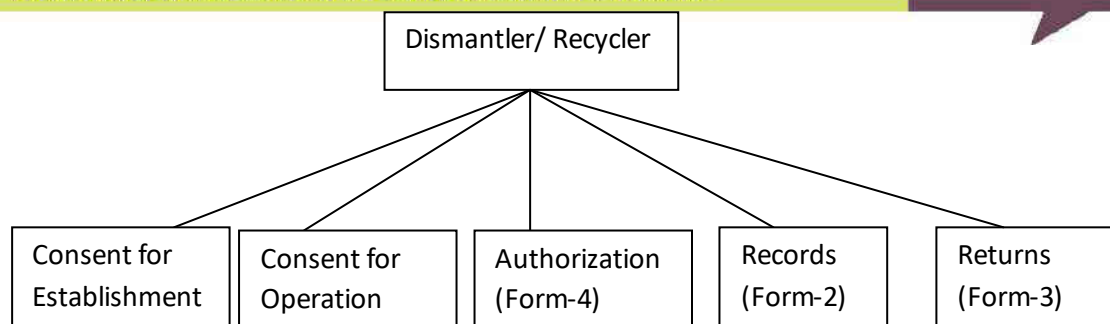 Dismantler/ Recycler
Consent for
Establishment
Consent for
Operation
Authorization
(Form-4)
Records
(Form-2)
Returns
(Form-3)